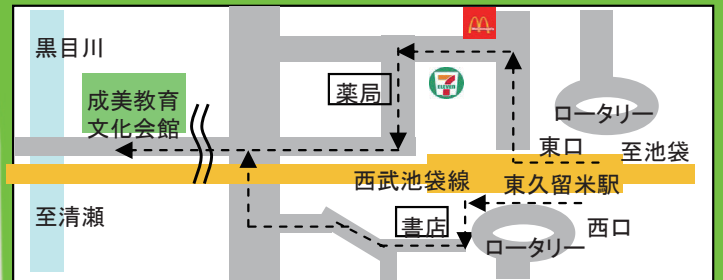 黒目川
成美教育
文化会館
薬局
7
ELEVEN
ロータリー
東口
至池袋
西武池袋線
東久留米駅
至清瀬
書店
ロータリー
西口